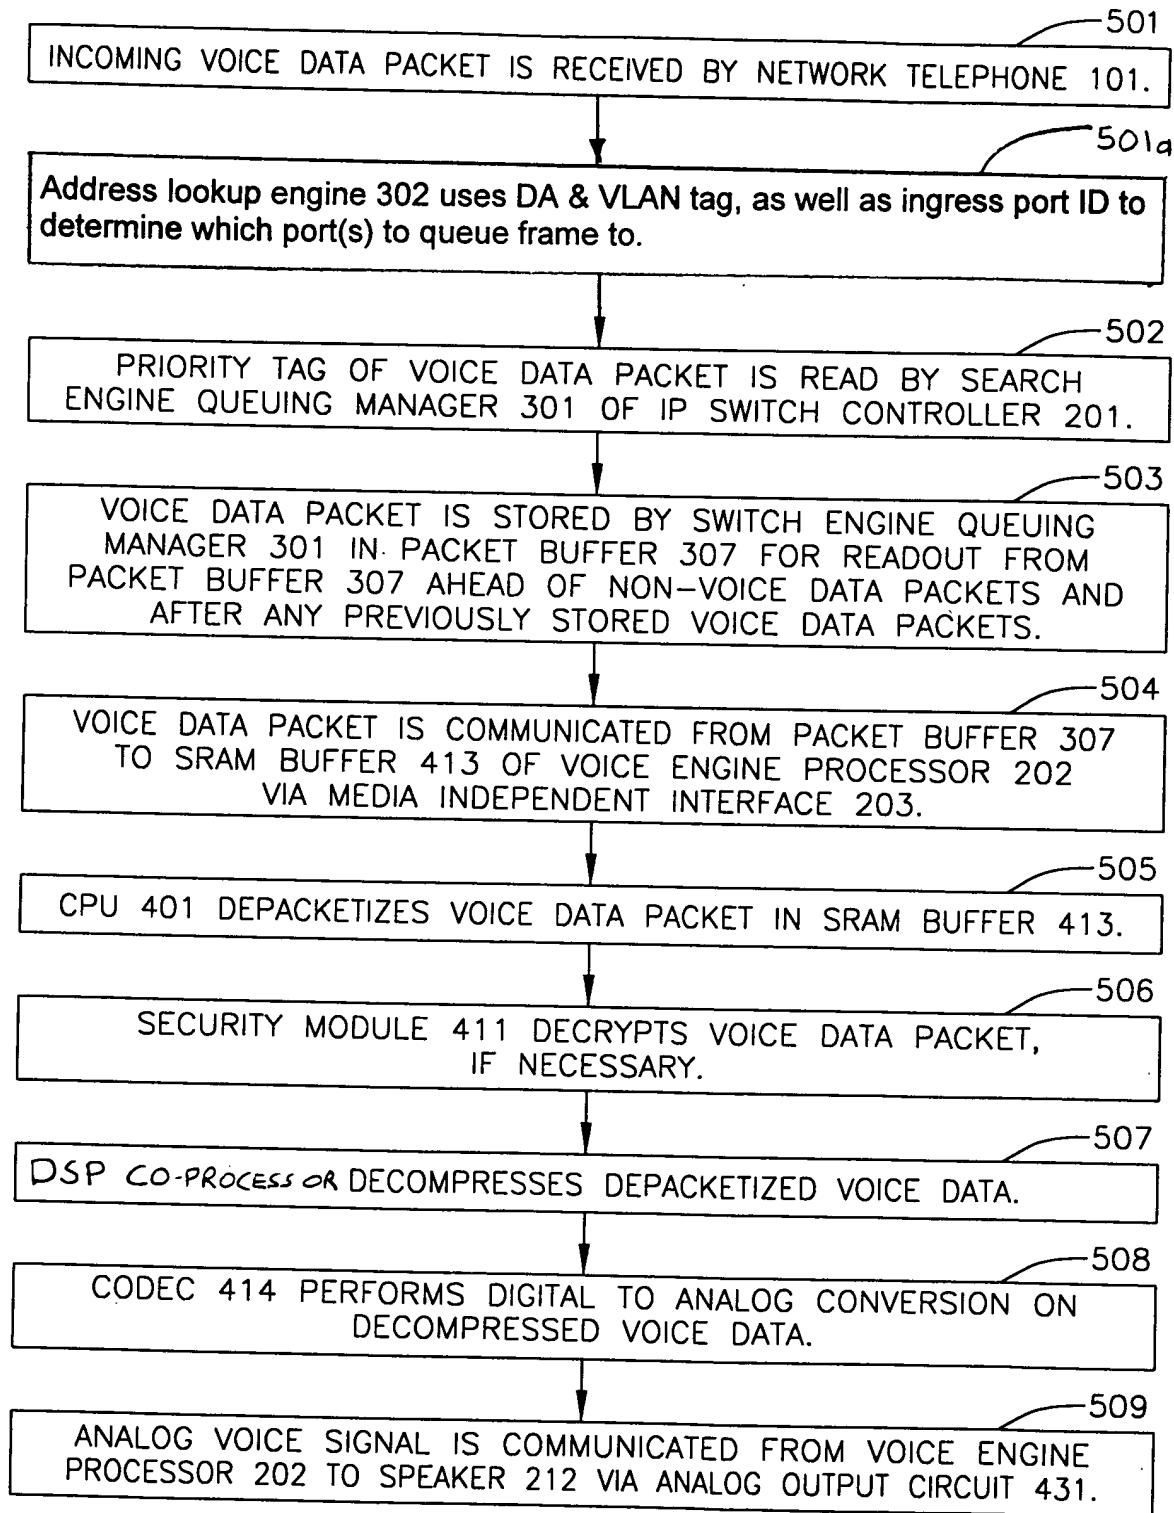 501
INCOMING VOICE DATA PACKET IS RECEIVED BY NETWORK TELEPHONE 101.
501a
Address lookup engine 302 uses DA & VLAN tag, as well as ingress port ID to
determine which port(s) to queue frame to.
502
PRIORITY TAG OF VOICE DATA PACKET IS READ BY SEARCH
ENGINE QUEUING MANAGER 301 OF IP SWITCH CONTROLLER 201.
503
VOICE DATA PACKET IS STORED BY SWITCH ENGINE QUEUING
MANAGER 301 IN PACKET BUFFER 307 FOR READOUT FROM
PACKET BUFFER 307 AHEAD OF NON-VOICE DATA PACKETS AND
AFTER ANY PREVIOUSLY STORED VOICE DATA PACKETS.
504
VOICE DATA PACKET IS COMMUNICATED FROM PACKET BUFFER 307
TO SRAM BUFFER 413 OF VOICE ENGINE PROCESSOR 202
VIA MEDIA INDEPENDENT INTERFACE 203.
505
CPU 401 DEPACKETIZES VOICE DATA PACKET IN SRAM BUFFER 413.
506
SECURITY MODULE 411 DECRYPTS VOICE DATA PACKET,
IF NECESSARY.
507
DSP CO-PROCESSOR DECOMPRESSES DEPACKETIZED VOICE DATA.
508
CODEC 414 PERFORMS DIGITAL TO ANALOG CONVERSION ON
DECOMPRESSED VOICE DATA.
509
ANALOG VOICE SIGNAL IS COMMUNICATED FROM VOICE ENGINE
PROCESSOR 202 TO SPEAKER 212 VIA ANALOG OUTPUT CIRCUIT 431.